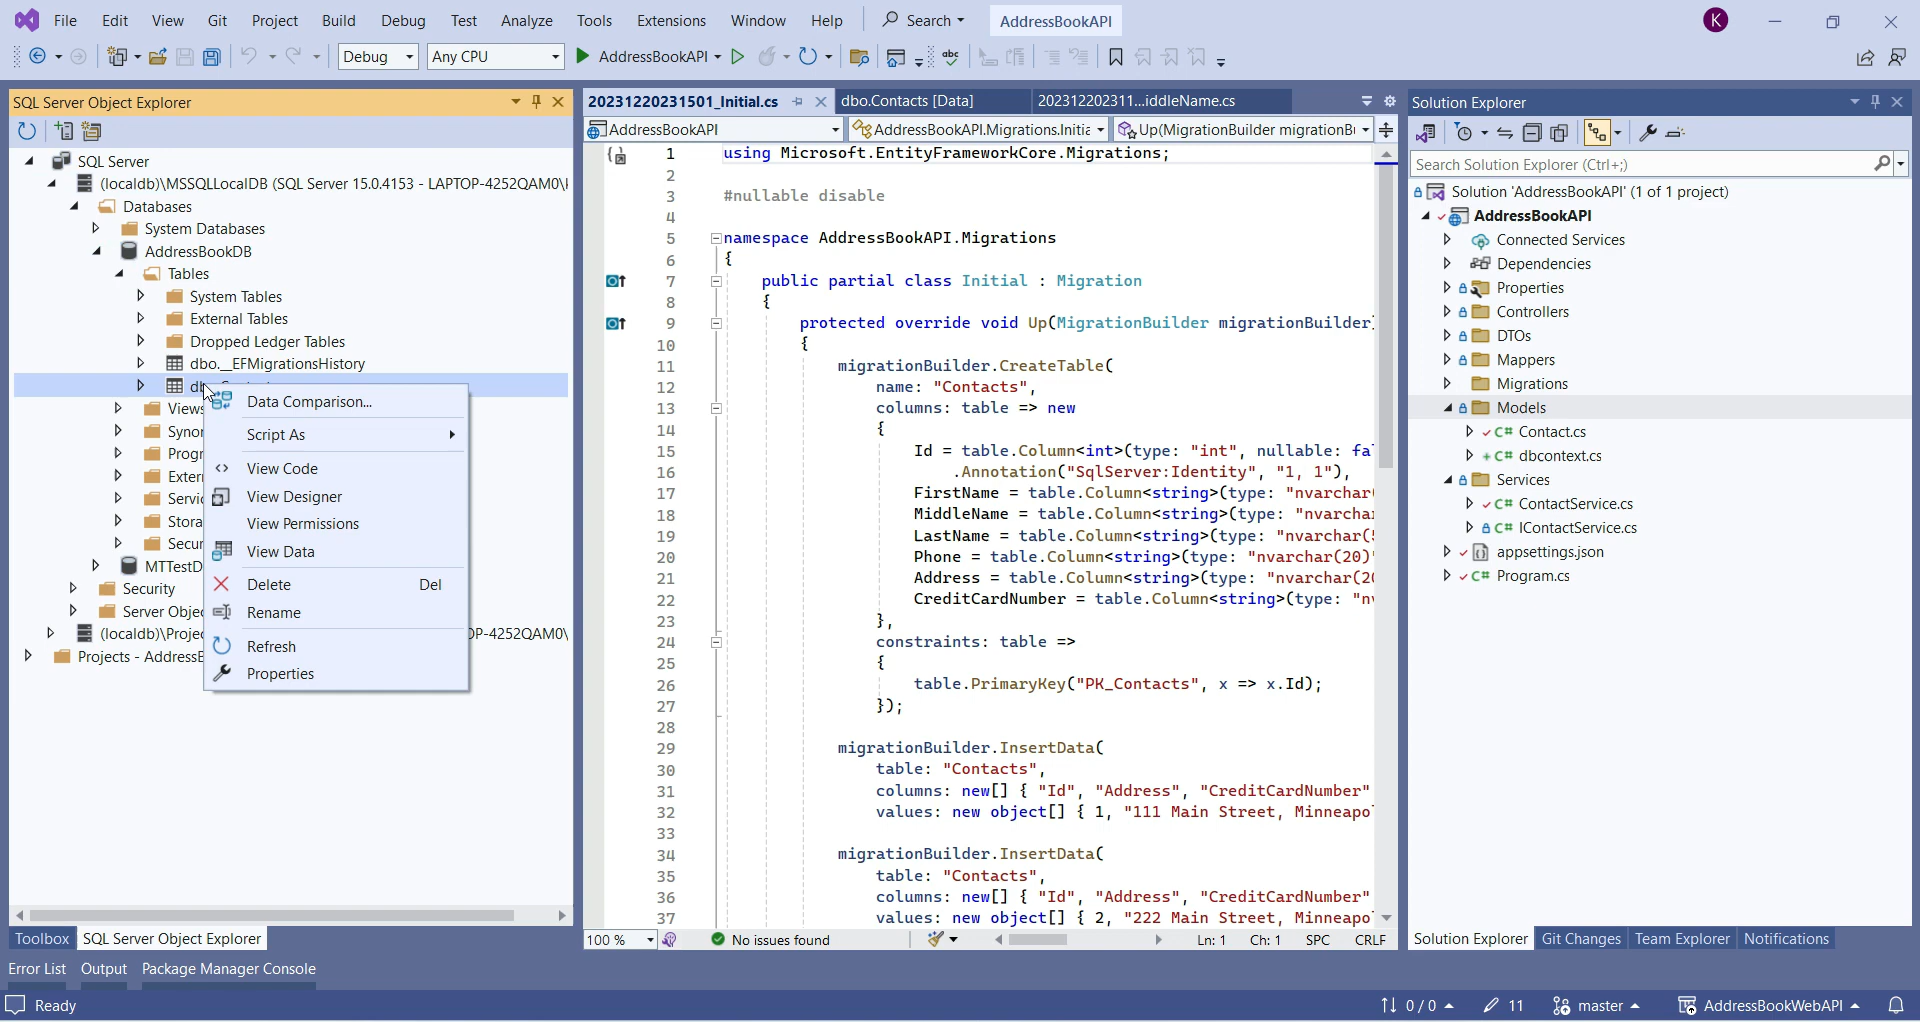 File Edit View Git Project Build Debug Test Analyze Tools Extensions Window Help Search AddressBookAPI K
Debug Any CPU AddressBookAPI abc
SQL Server Object Explorer
SQL Server
(localdb)\MSSQLLocalDB (SQL Server 15.0.4153 - LAPTOP-4252QAM0\
Databases
System Databases
AddressBookDB
Tables
System Tables
External Tables
Dropped Ledger Tables
dbo.__EFMigrationsHistory
Views
MTTestD
Security
Server Objec
(localdb)\Projec
OP-4252QAM0\
Projects - AddressB
Data Comparison...
Script As
View Code
View Designer
View Permissions
View Data
Delete Del
Rename
Refresh
Properties
Toolbox SQL Server Object Explorer
20231220231501_Initial.cs dbo.Contacts [Data] 202312202311...iddleName.cs
AddressBookAPI AddressBookAPI.Migrations.Initia Up(MigrationBuilder migrationBu
1 using Microsoft.EntityFrameworkCore.Migrations;
2
3 #nullable disable
4
5 namespace AddressBookAPI.Migrations
6 {
7 public partial class Initial : Migration
8 {
9 protected override void Up(MigrationBuilder migrationBuilder
10 {
11 migrationBuilder.CreateTable(
12 name: "Contacts",
13 columns: table => new
14 {
15 Id = table.Column<int>(type: "int", nullable: fa
16 .Annotation("SqlServer:Identity", "1, 1"),
17 FirstName = table.Column<string>(type: "nvarchar
18 MiddleName = table.Column<string>(type: "nvarcha
19 LastName = table.Column<string>(type: "nvarchar(
20 Phone = table.Column<string>(type: "nvarchar(20)
21 Address = table.Column<string>(type: "nvarchar(2
22 CreditCardNumber = table.Column<string>(type: "n
23 },
24 constraints: table =>
25 {
26 table.PrimaryKey("PK_Contacts", x => x.Id);
27 });
28
29 migrationBuilder.InsertData(
30 table: "Contacts",
31 columns: new[] { "Id", "Address", "CreditCardNumber"
32 values: new object[] { 1, "111 Main Street, Minneapo
33
34 migrationBuilder.InsertData(
35 table: "Contacts",
36 columns: new[] { "Id", "Address", "CreditCardNumber"
37 values: new object[] { 2, "222 Main Street, Minneapo
100 % No issues found Ln: 1 Ch: 1 SPC CRLF
Solution Explorer
Search Solution Explorer (Ctrl+;)
Solution 'AddressBookAPI' (1 of 1 project)
AddressBookAPI
Connected Services
Dependencies
Properties
Controllers
DTOs
Mappers
Migrations
Models
C# Contact.cs
C# dbcontext.cs
Services
C# ContactService.cs
C# IContactService.cs
appsettings.json
C# Program.cs
Solution Explorer Git Changes Team Explorer Notifications
Error List Output Package Manager Console
Ready 0 / 0 11 master AddressBookWebAPI